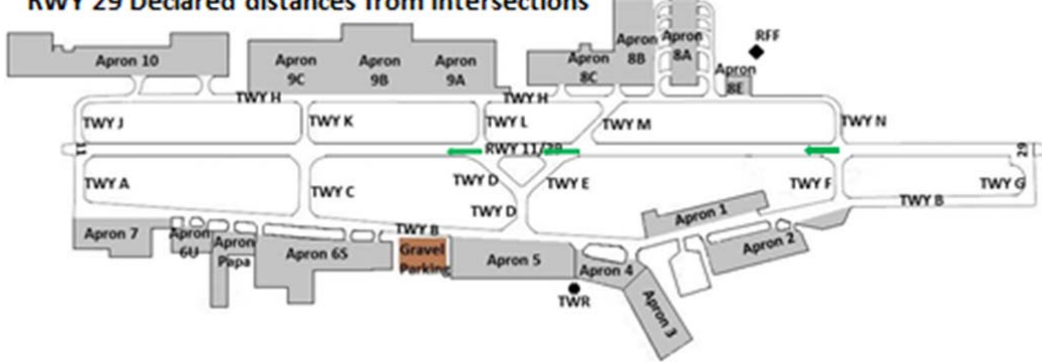 RWY 29 Declared distances from intersections
RFF
Apron 10
Apron
9C
Apron
9B
Apron
9A
Apron
8C
Apron
8B
Apron
8A
Apron
8E
TWY H
TWY H
TWY J
TWY K
TWY L
TWY M
TWY N
11
RWY 11/29
29
TWY A
TWY C
TWY D
TWY E
TWY F
TWY G
TWY D
TWY B
TWY B
Apron 7
Apron
6U
Apron
Papa
Apron 6S
Gravel
Parking
Apron 5
Apron 4
Apron 1
Apron 2
Apron 3
TWR